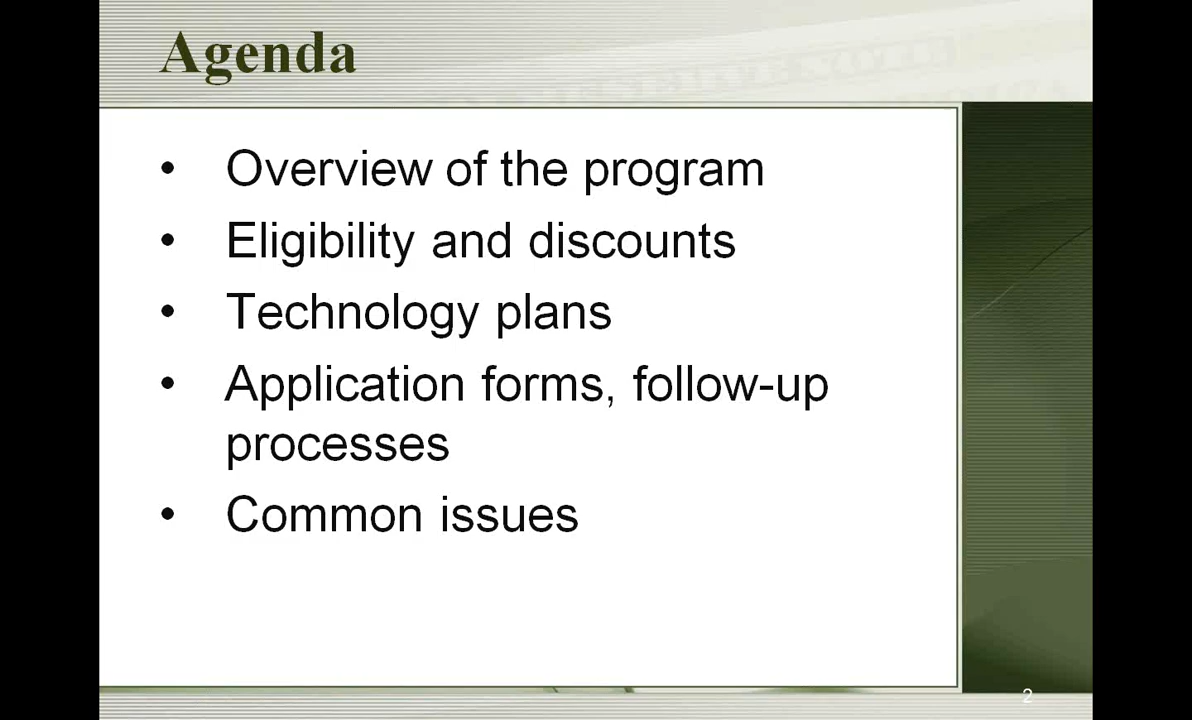 Agenda
• Overview of the program
• Eligibility and discounts
• Technology plans
• Application forms, follow-up
processes
• Common issues
2